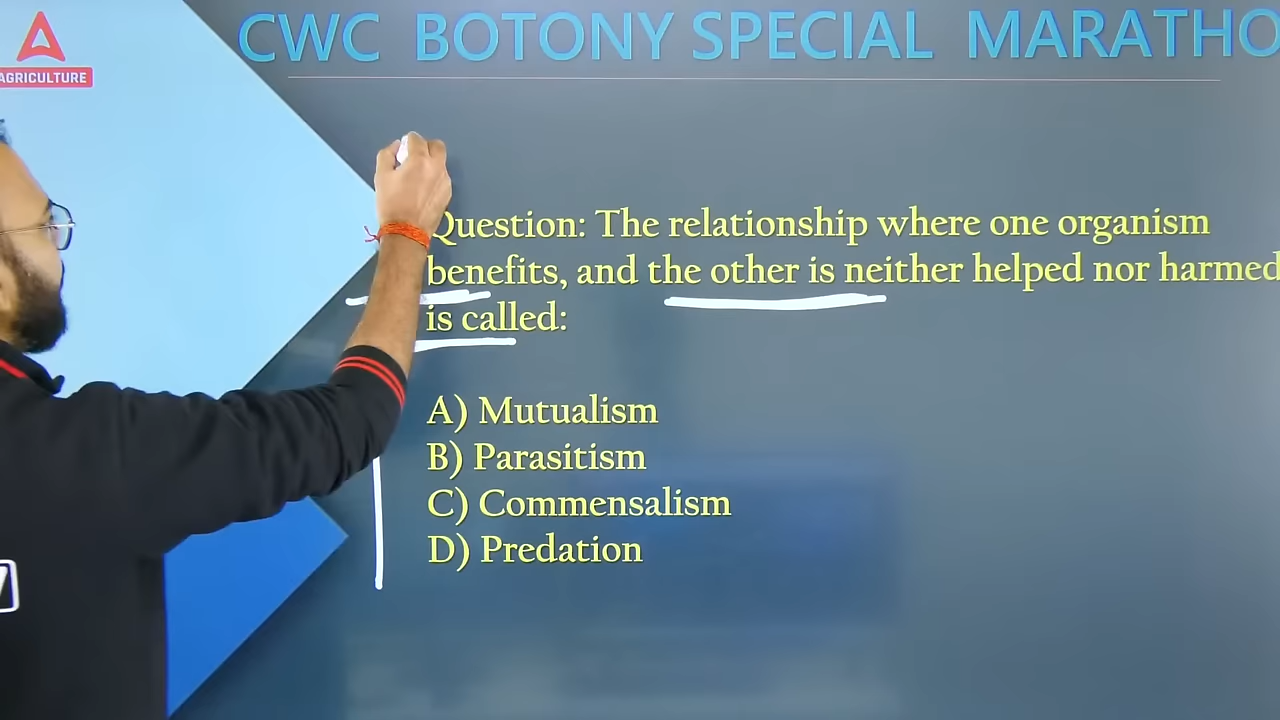 CWC BOTONY SPECIAL MARATHO
AGRICULTURE
Question: The relationship where one organism
benefits, and the other is neither helped nor harmed
is called:
A) Mutualism
B) Parasitism
C) Commensalism
D) Predation